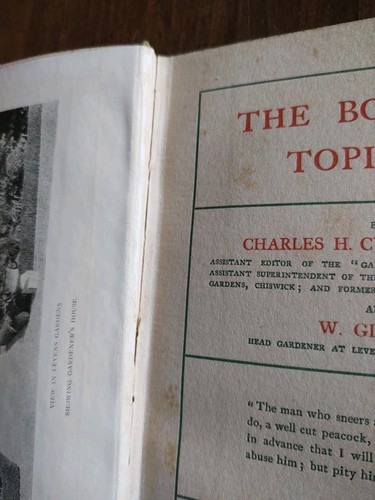 VIEW IN LEVENS GARDENS
SHOWING GARDENER'S HOUSE.
THE BO
TOPI
CHARLES H. C
ASSISTANT EDITOR OF THE "GA
ASSISTANT SUPERINTENDENT OF THE
GARDENS, CHISWICK; AND FORMER
A
W. GI
HEAD GARDENER AT LEVE
"The man who sneers a
do, a well cut peacock,
in advance that I will
abuse him; but pity hi